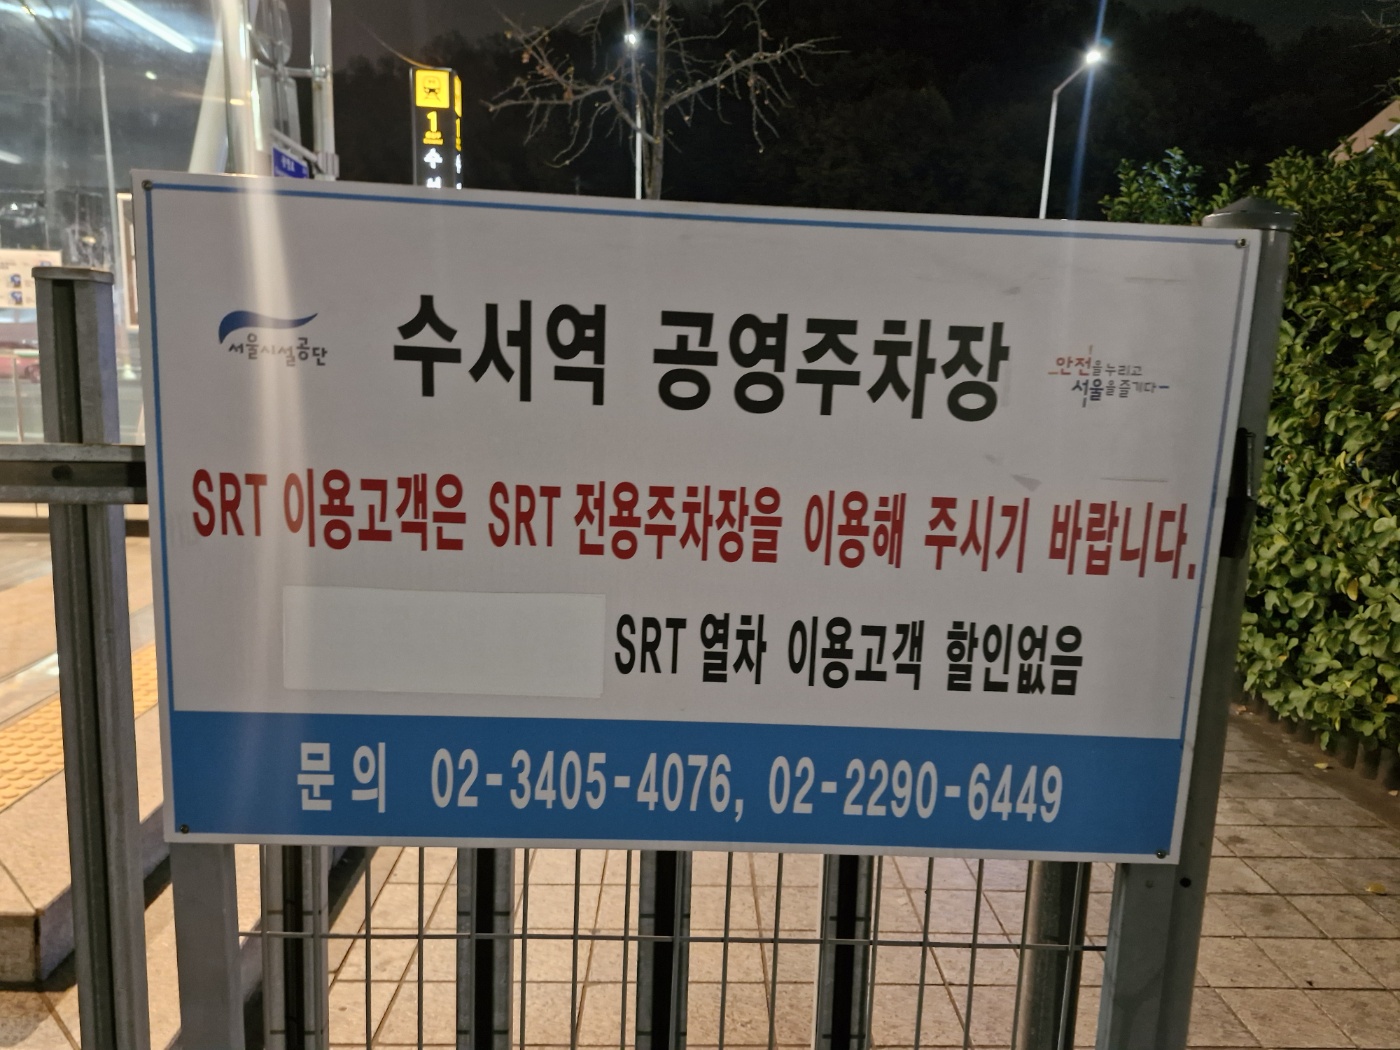 1
수
서울시설공단
수서역 공영주차장
안전을 누리고
서울을 즐기다
SRT 이용고객은 SRT 전용주차장을 이용해 주시기 바랍니다.
SRT 열차 이용고객 할인없음
문의 02-3405-4076, 02-2290-6449